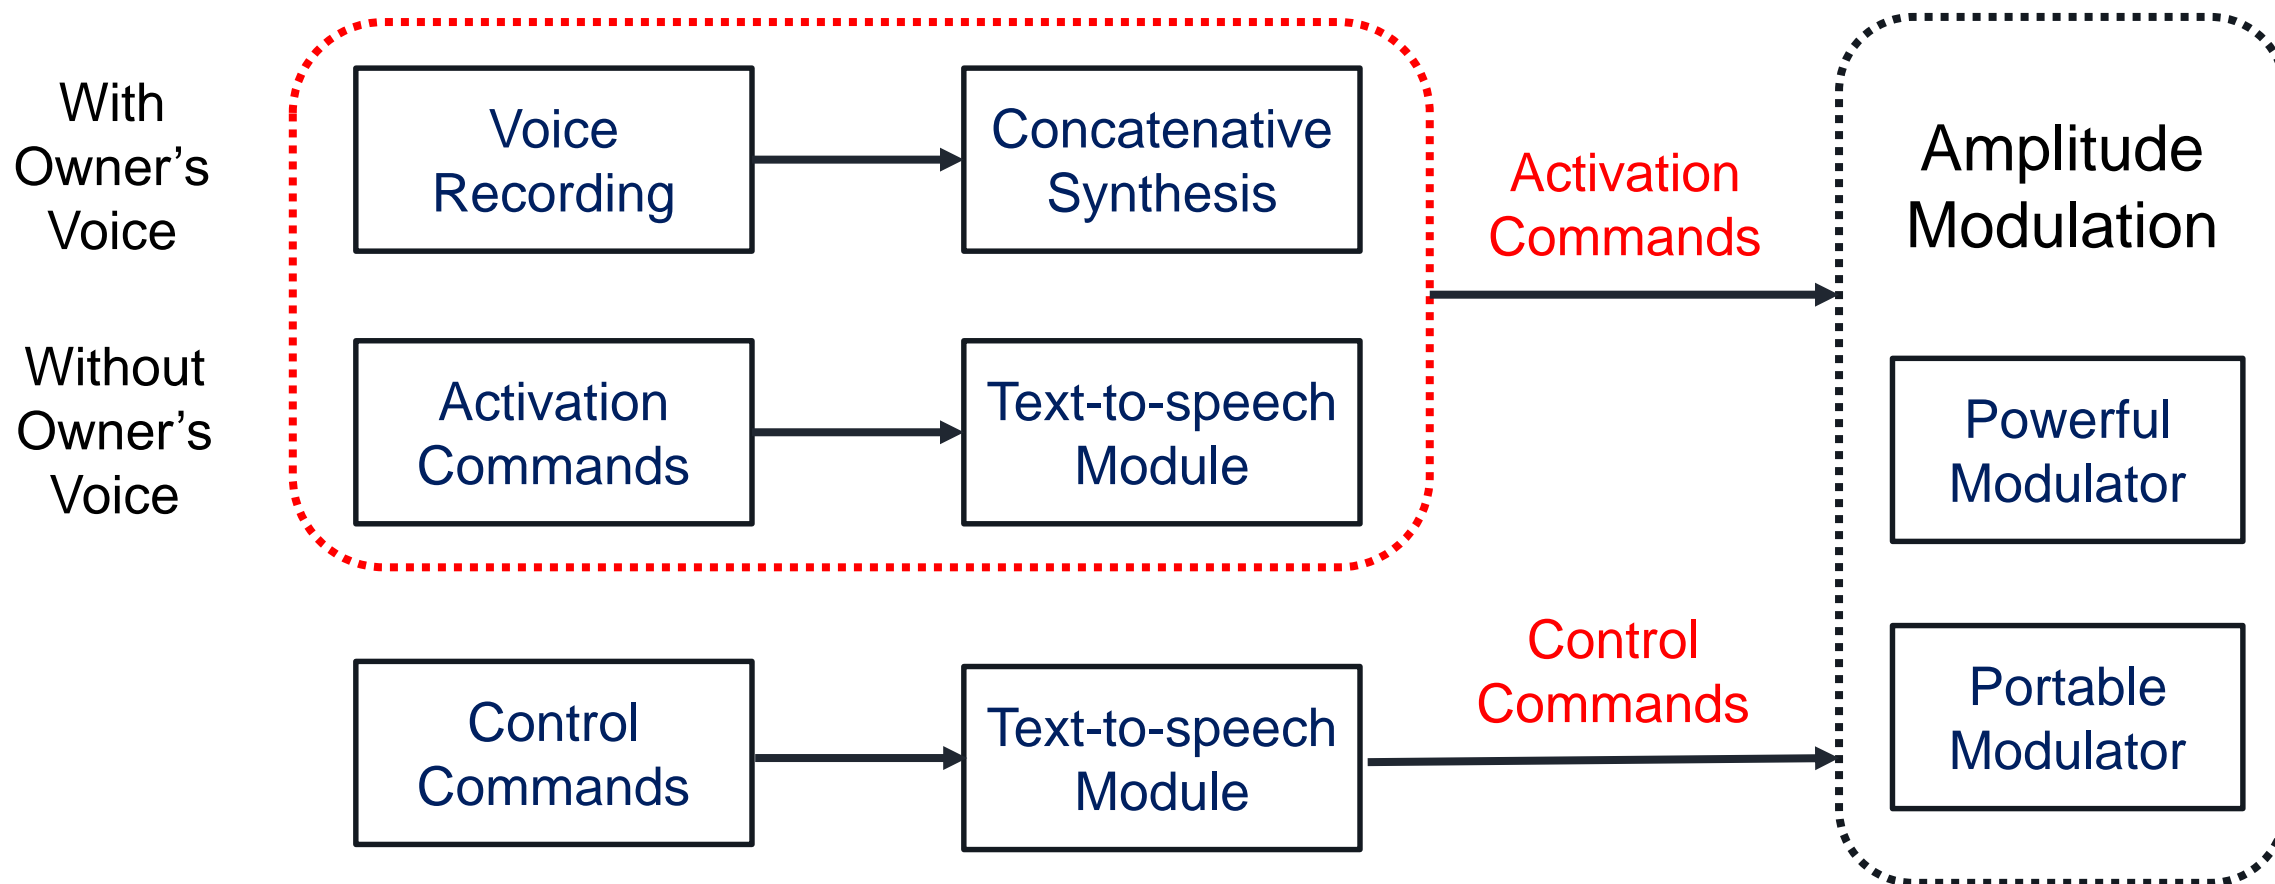 With
Owner’s
Voice
Voice
Recording
Concatenative
Synthesis
Activation
Commands
Amplitude
Modulation
Without
Owner’s
Voice
Activation
Commands
Text-to-speech
Module
Powerful
Modulator
Control
Commands
Text-to-speech
Module
Control
Commands
Portable
Modulator